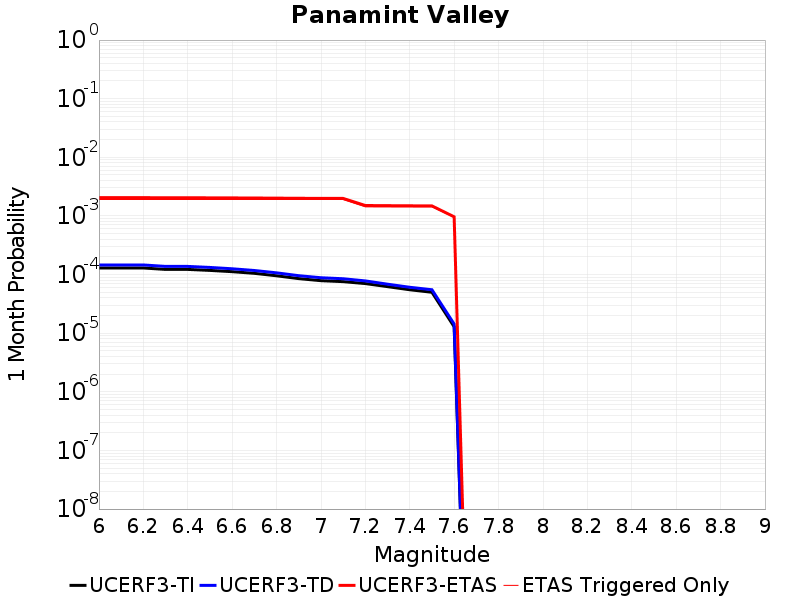 Panamint Valley
10^0
10^-1
10^-2
10^-3
10^-4
10^-5
10^-6
10^-7
10^-8
1 Month Probability
6 6.2 6.4 6.6 6.8 7 7.2 7.4 7.6 7.8 8 8.2 8.4 8.6 8.8 9
Magnitude
UCERF3-TI UCERF3-TD UCERF3-ETAS ETAS Triggered Only